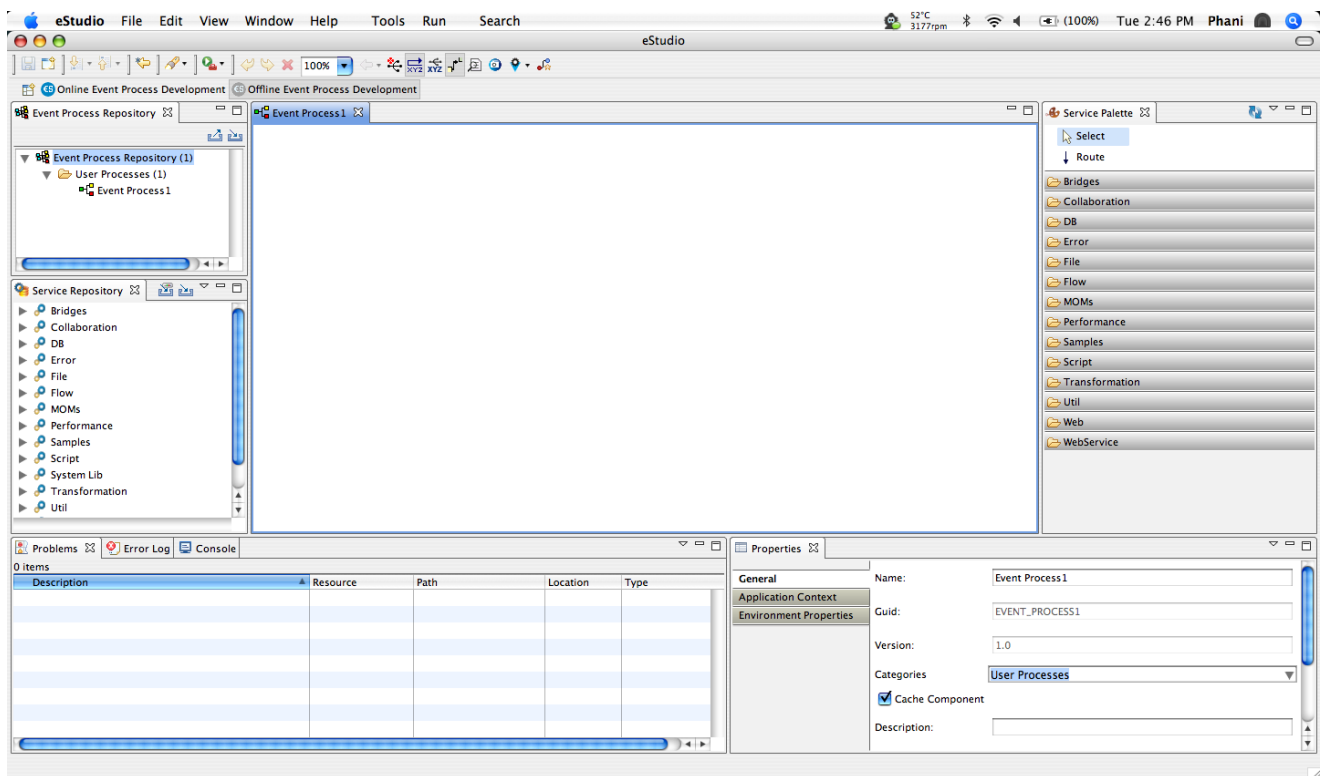 eStudio File Edit View Window Help Tools Run Search 52°C 3177rpm (100%) Tue 2:46 PM Phani
eStudio
100% XYZ XYZ
Online Event Process Development Offline Event Process Development
Event Process Repository
Event Process Repository (1)
User Processes (1)
Event Process1
Service Repository
Bridges
Collaboration
DB
Error
File
Flow
MOMs
Performance
Samples
Script
System Lib
Transformation
Util
Event Process1
Service Palette
Select
Route
Bridges
Collaboration
DB
Error
File
Flow
MOMs
Performance
Samples
Script
Transformation
Util
Web
WebService
Problems Error Log Console
0 items
Description Resource Path Location Type
Properties
General
Application Context
Environment Properties
Name: Event Process1
Guid: EVENT_PROCESS1
Version: 1.0
Categories User Processes
Cache Component
Description: